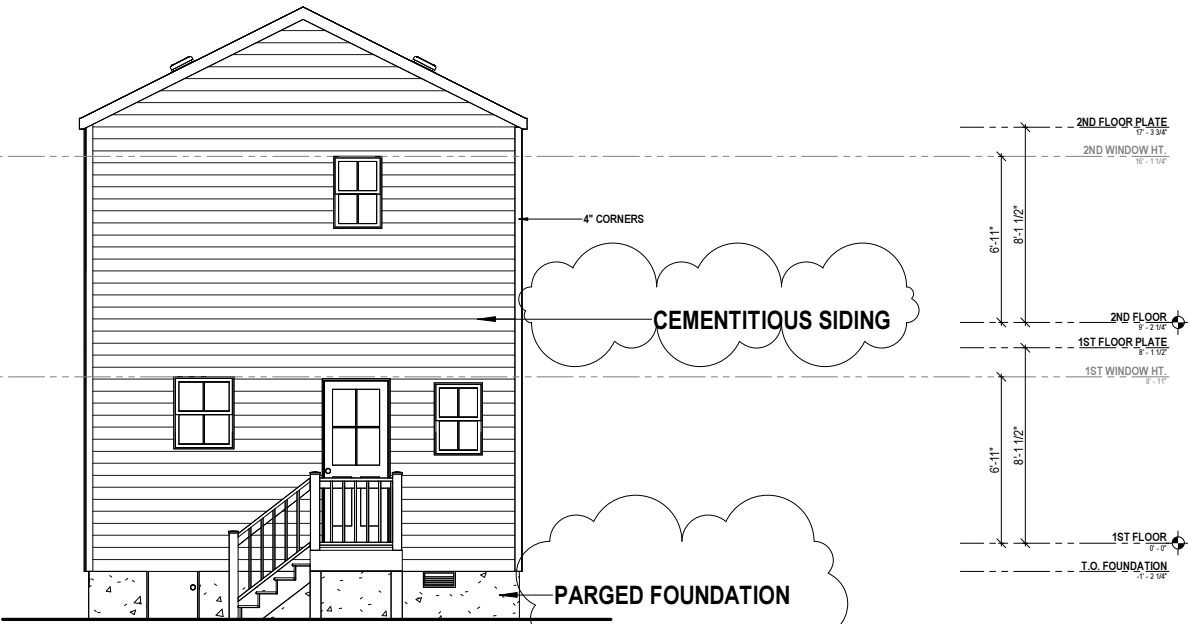 2ND FLOOR PLATE
17' - 3 3/4"
2ND WINDOW HT.
16' - 1 1/4"
4" CORNERS
6'-11"
8'-1 1/2"
CEMENTITIOUS SIDING
2ND FLOOR
9' - 2 1/4"
1ST FLOOR PLATE
8' - 1 1/2"
1ST WINDOW HT.
6' - 11"
6'-11"
8'-1 1/2"
1ST FLOOR
0' - 0"
T.O. FOUNDATION
-1' - 2 1/4"
PARGED FOUNDATION